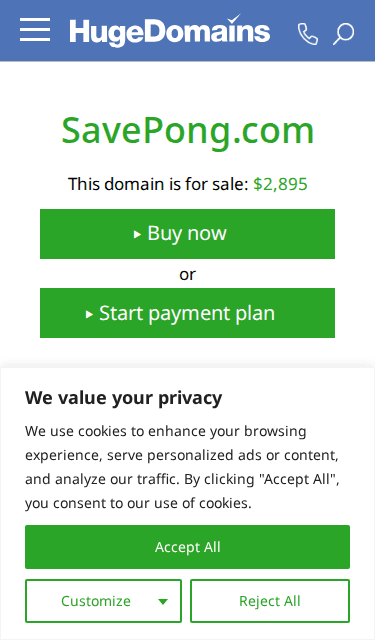 HugeDomains
SavePong.com
This domain is for sale: $2,895
Buy now
or
Start payment plan
We value your privacy
We use cookies to enhance your browsing
experience, serve personalized ads or content,
and analyze our traffic. By clicking "Accept All",
you consent to our use of cookies.
Accept All
Customize
Reject All